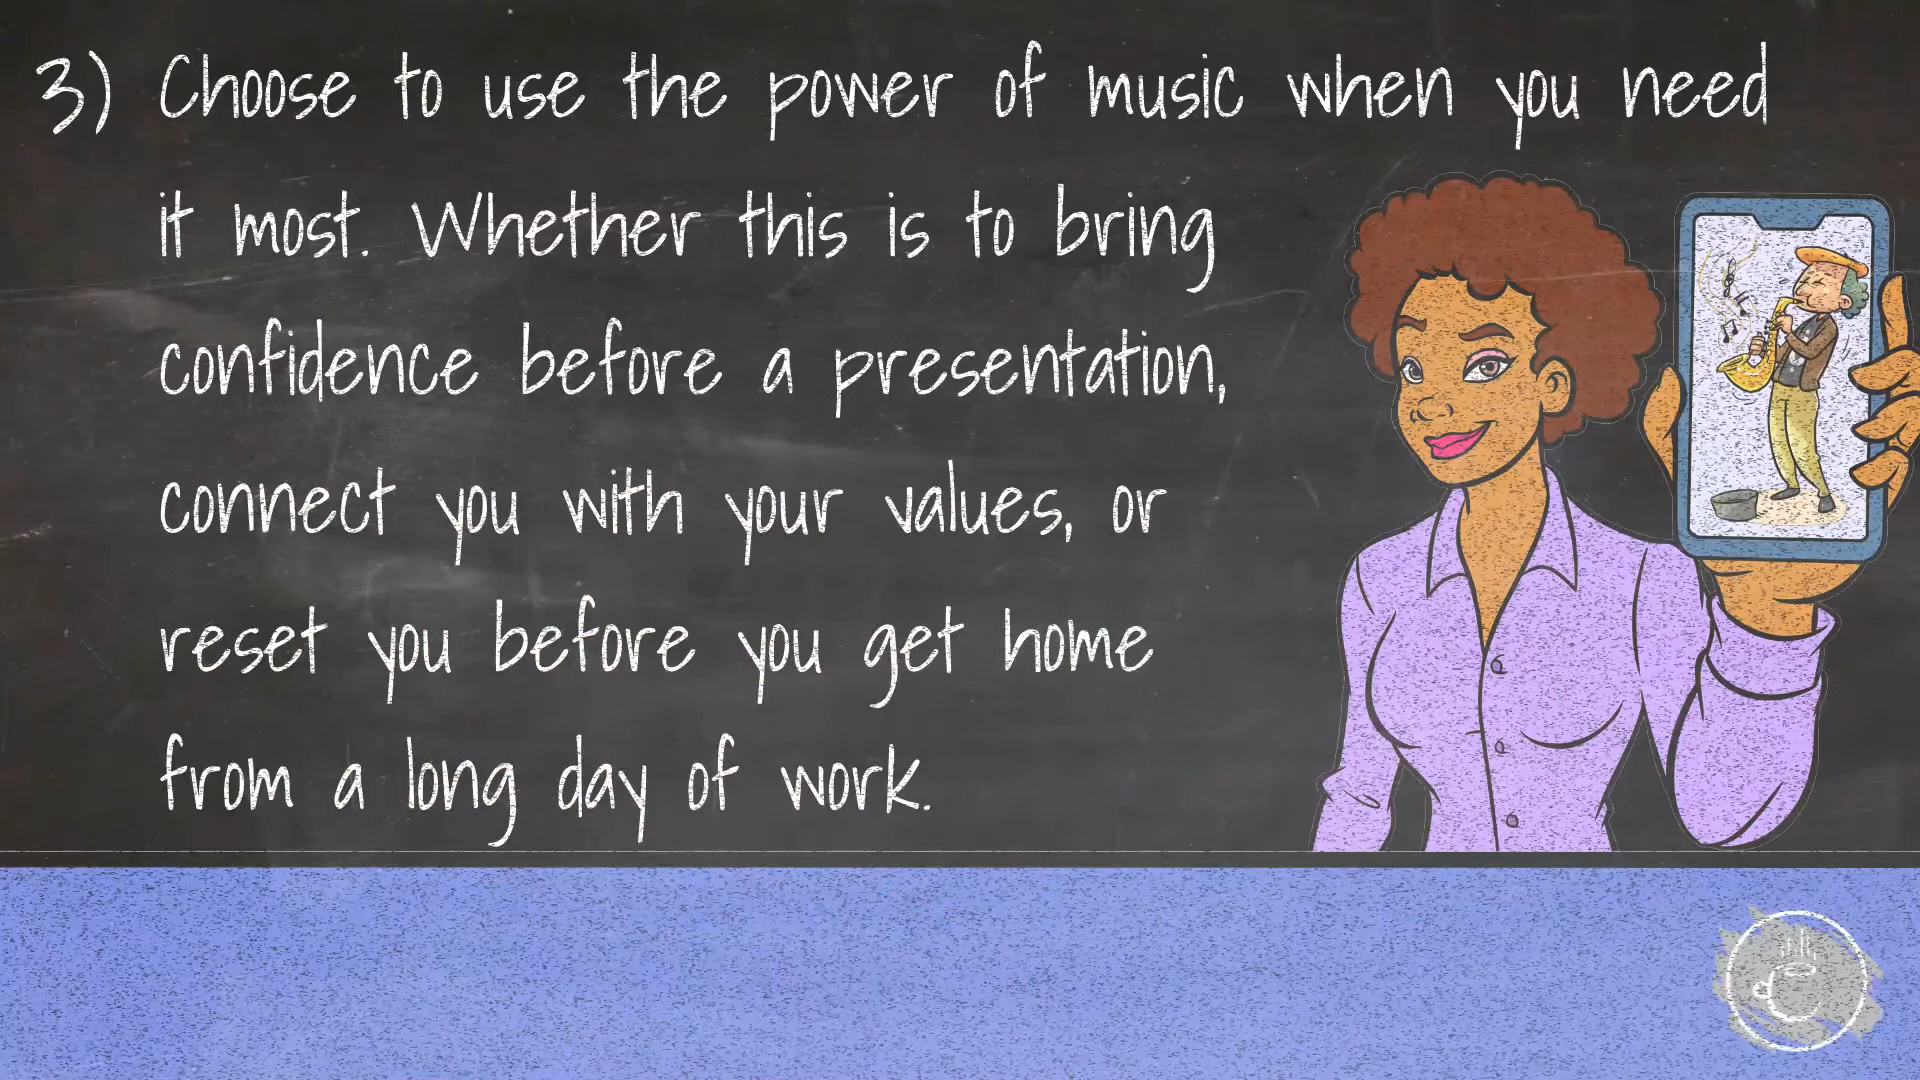 3) Choose to use the power of music when you need
it most. Whether this is to bring
confidence before a presentation,
connect you with your values, or
reset you before you get home
from a long day of work.